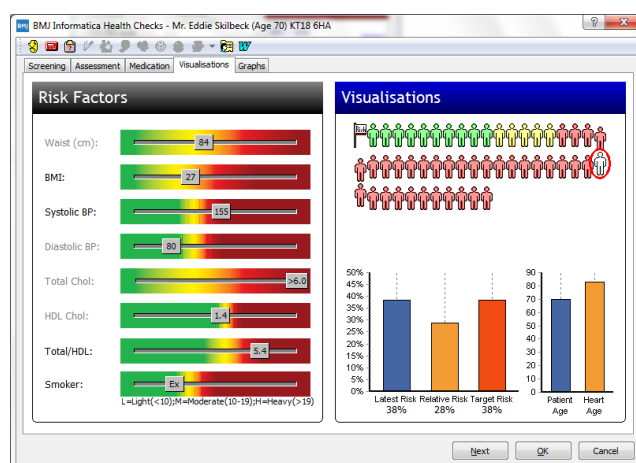 BMJ BMJ Informatica Health Checks - Mr. Eddie Skilbeck (Age 70) KT18 6HA
Screening Assessment Medication Visualisations Graphs
Risk Factors
Waist (cm): 84
BMI: 27
Systolic BP: 155
Diastolic BP: 80
Total Chol: >6.0
HDL Chol: 1.4
Total/HDL: 5.4
Smoker: Ex
L=Light(<10);M=Moderate(10-19);H=Heavy(>19)
Visualisations
50%
45%
40%
35%
30%
25%
20%
15%
10%
5%
0%
Latest Risk Relative Risk Target Risk
38% 28% 38%
90
80
70
60
50
40
30
20
10
0
Patient Age
Heart Age
Next OK Cancel